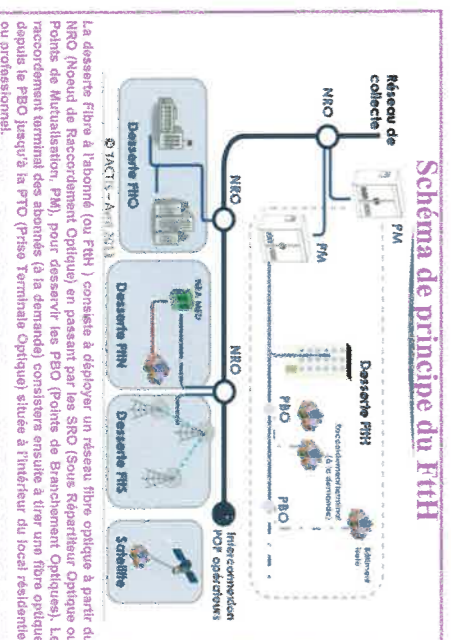 Schéma de principe du FttH
Réseau de
collecte
NRO
PM
PM
Desserte FttH
PBO
Raccordement terminal
(à la demande)
PBO
Bâtiment
isolé
NRO
NRO
Interconnexion
POP opérateurs
Desserte FttO
NRA MED
Desserte FttN
Desserte FttS
Satellite
© TACTIS – Avril 2013
La desserte Fibre à l'abonné (ou FttH ) consiste à déployer un réseau fibre optique à partir du
NRO (Noeud de Raccordement Optique) en passant par les SRO (Sous Répartiteur Optique ou
Points de Mutualisation, PM), pour desservir les PBO (Points de Branchement Optiques). Le
raccordement terminal des abonnés (à la demande) consistera ensuite à tirer une fibre optique
depuis le PBO jusqu'à la PTO (Prise Terminale Optique) située à l'intérieur du local résidentiel
ou professionnel.